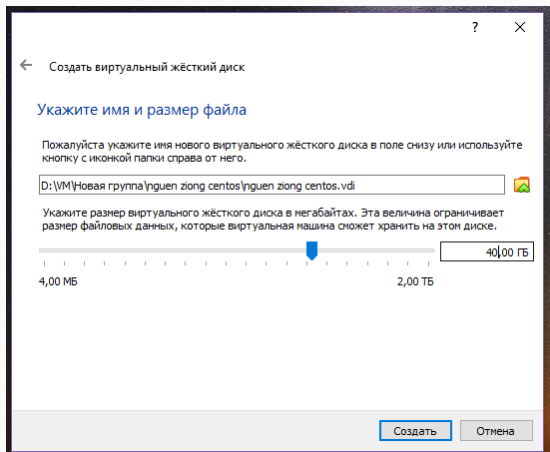 ?
Создать виртуальный жёсткий диск
Укажите имя и размер файла
Пожалуйста укажите имя нового виртуального жёсткого диска в поле снизу или используйте
кнопку с иконкой папки справа от него.
D:\VM\Новая группа\nguen ziong centos\nguen ziong centos.vdi
Укажите размер виртуального жёсткого диска в мегабайтах. Эта величина ограничивает
размер файловых данных, которые виртуальная машина сможет хранить на этом диске.
40,00 ГБ
4,00 МБ 2,00 ТБ
Создать Отмена